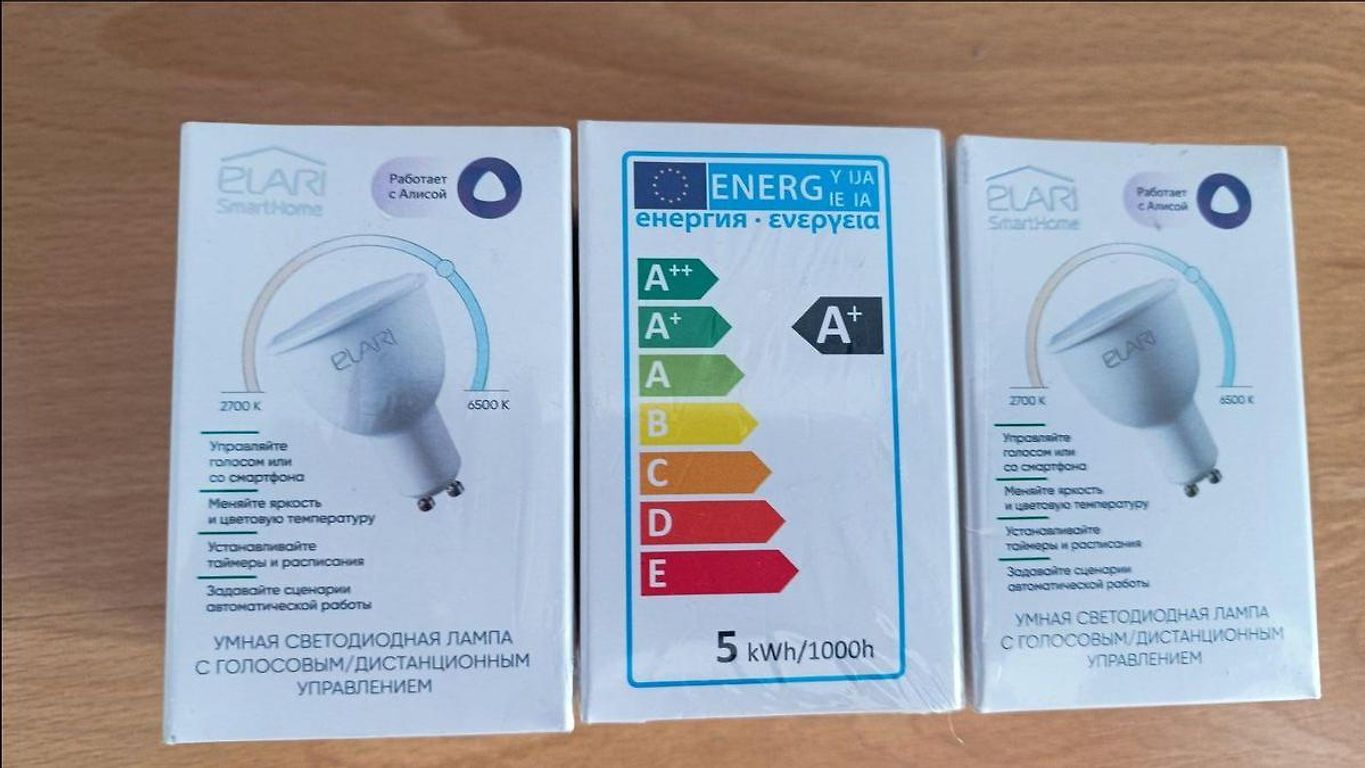 ELARI
SmartHome
Работает
с Алисой
ELARI
2700 K
6500 K
Управляйте
голосом или
со смартфона
Меняйте яркость
и цветовую температуру
Устанавливайте
таймеры и расписания
Задавайте сценарии
автоматической работы
УМНАЯ СВЕТОДИОДНАЯ ЛАМПА
С ГОЛОСОВЫМ/ДИСТАНЦИОННЫМ
УПРАВЛЕНИЕМ
ENERG Y IJA
IE IA
енергия · ενεργεια
A++
A+
A+
A
B
C
D
E
5 kWh/1000h
ELARI
SmartHome
Работает
с Алисой
ELARI
2700 K
6500 K
Управляйте
голосом или
со смартфона
Меняйте яркость
и цветовую температуру
Устанавливайте
таймеры и расписания
Задавайте сценарии
автоматической работы
УМНАЯ СВЕТОДИОДНАЯ ЛАМПА
С ГОЛОСОВЫМ/ДИСТАНЦИОННЫМ
УПРАВЛЕНИЕМ